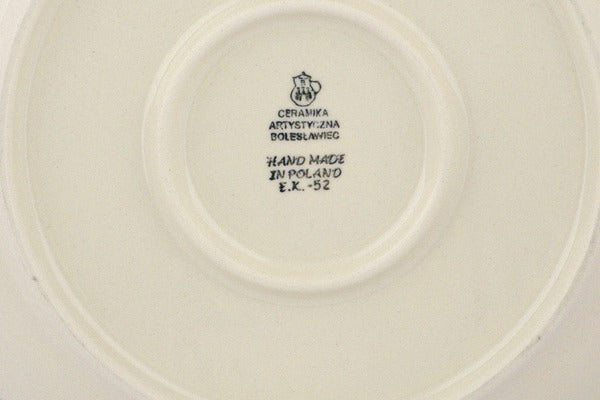 CERAMIKA
ARTYSTYCZNA
BOLESŁAWIEC
HAND MADE
IN POLAND
E.K. -52